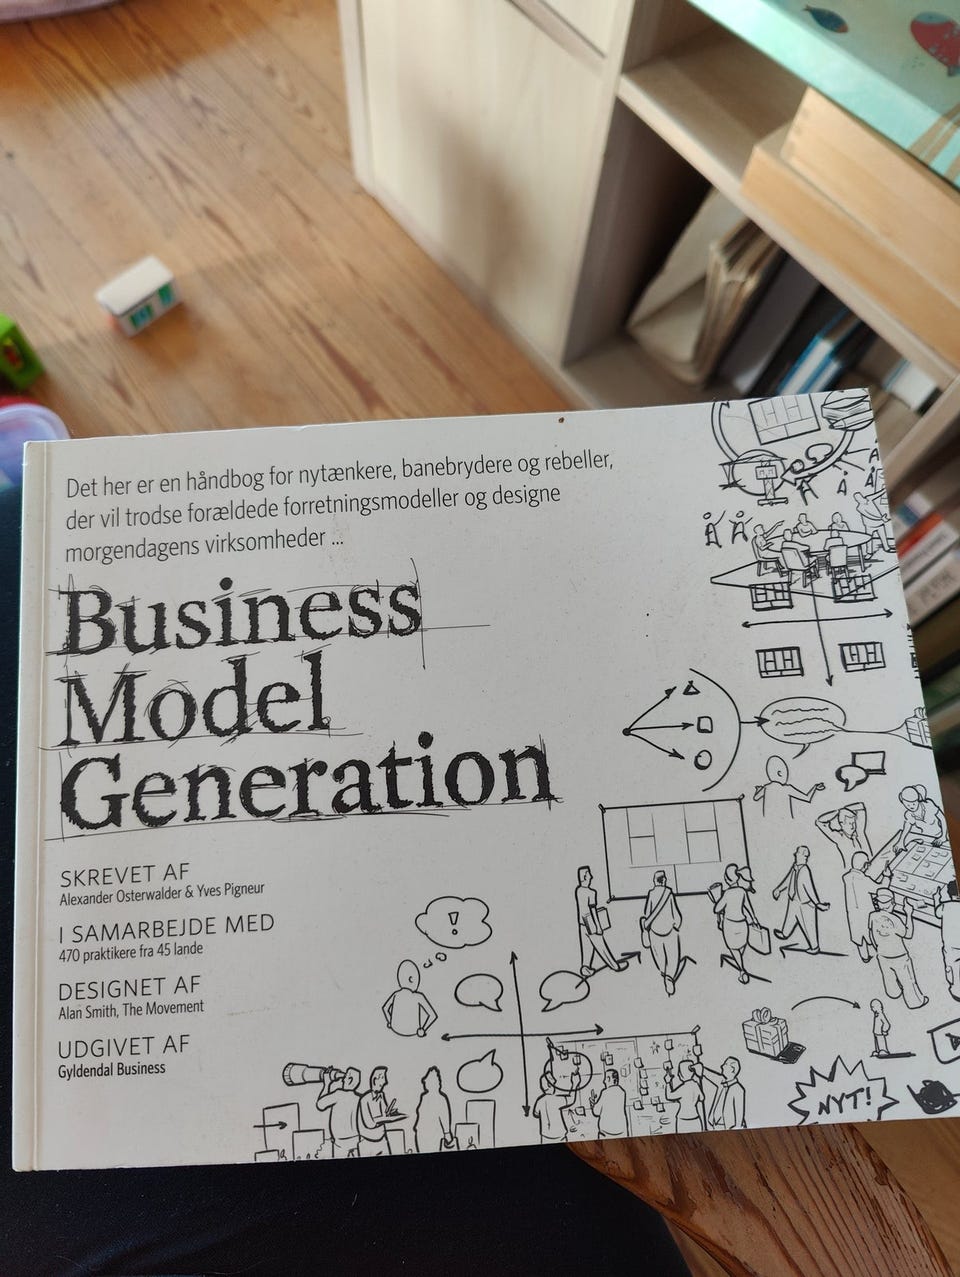 Det her er en håndbog for nytænkere, banebrydere og rebeller,
der vil trodse forældede forretningsmodeller og designe
morgendagens virksomheder ...
Business
Model
Generation
SKREVET AF
Alexander Osterwalder & Yves Pigneur
I SAMARBEJDE MED
470 praktikere fra 45 lande
DESIGNET AF
Alan Smith, The Movement
UDGIVET AF
Gyldendal Business
!
NYT!